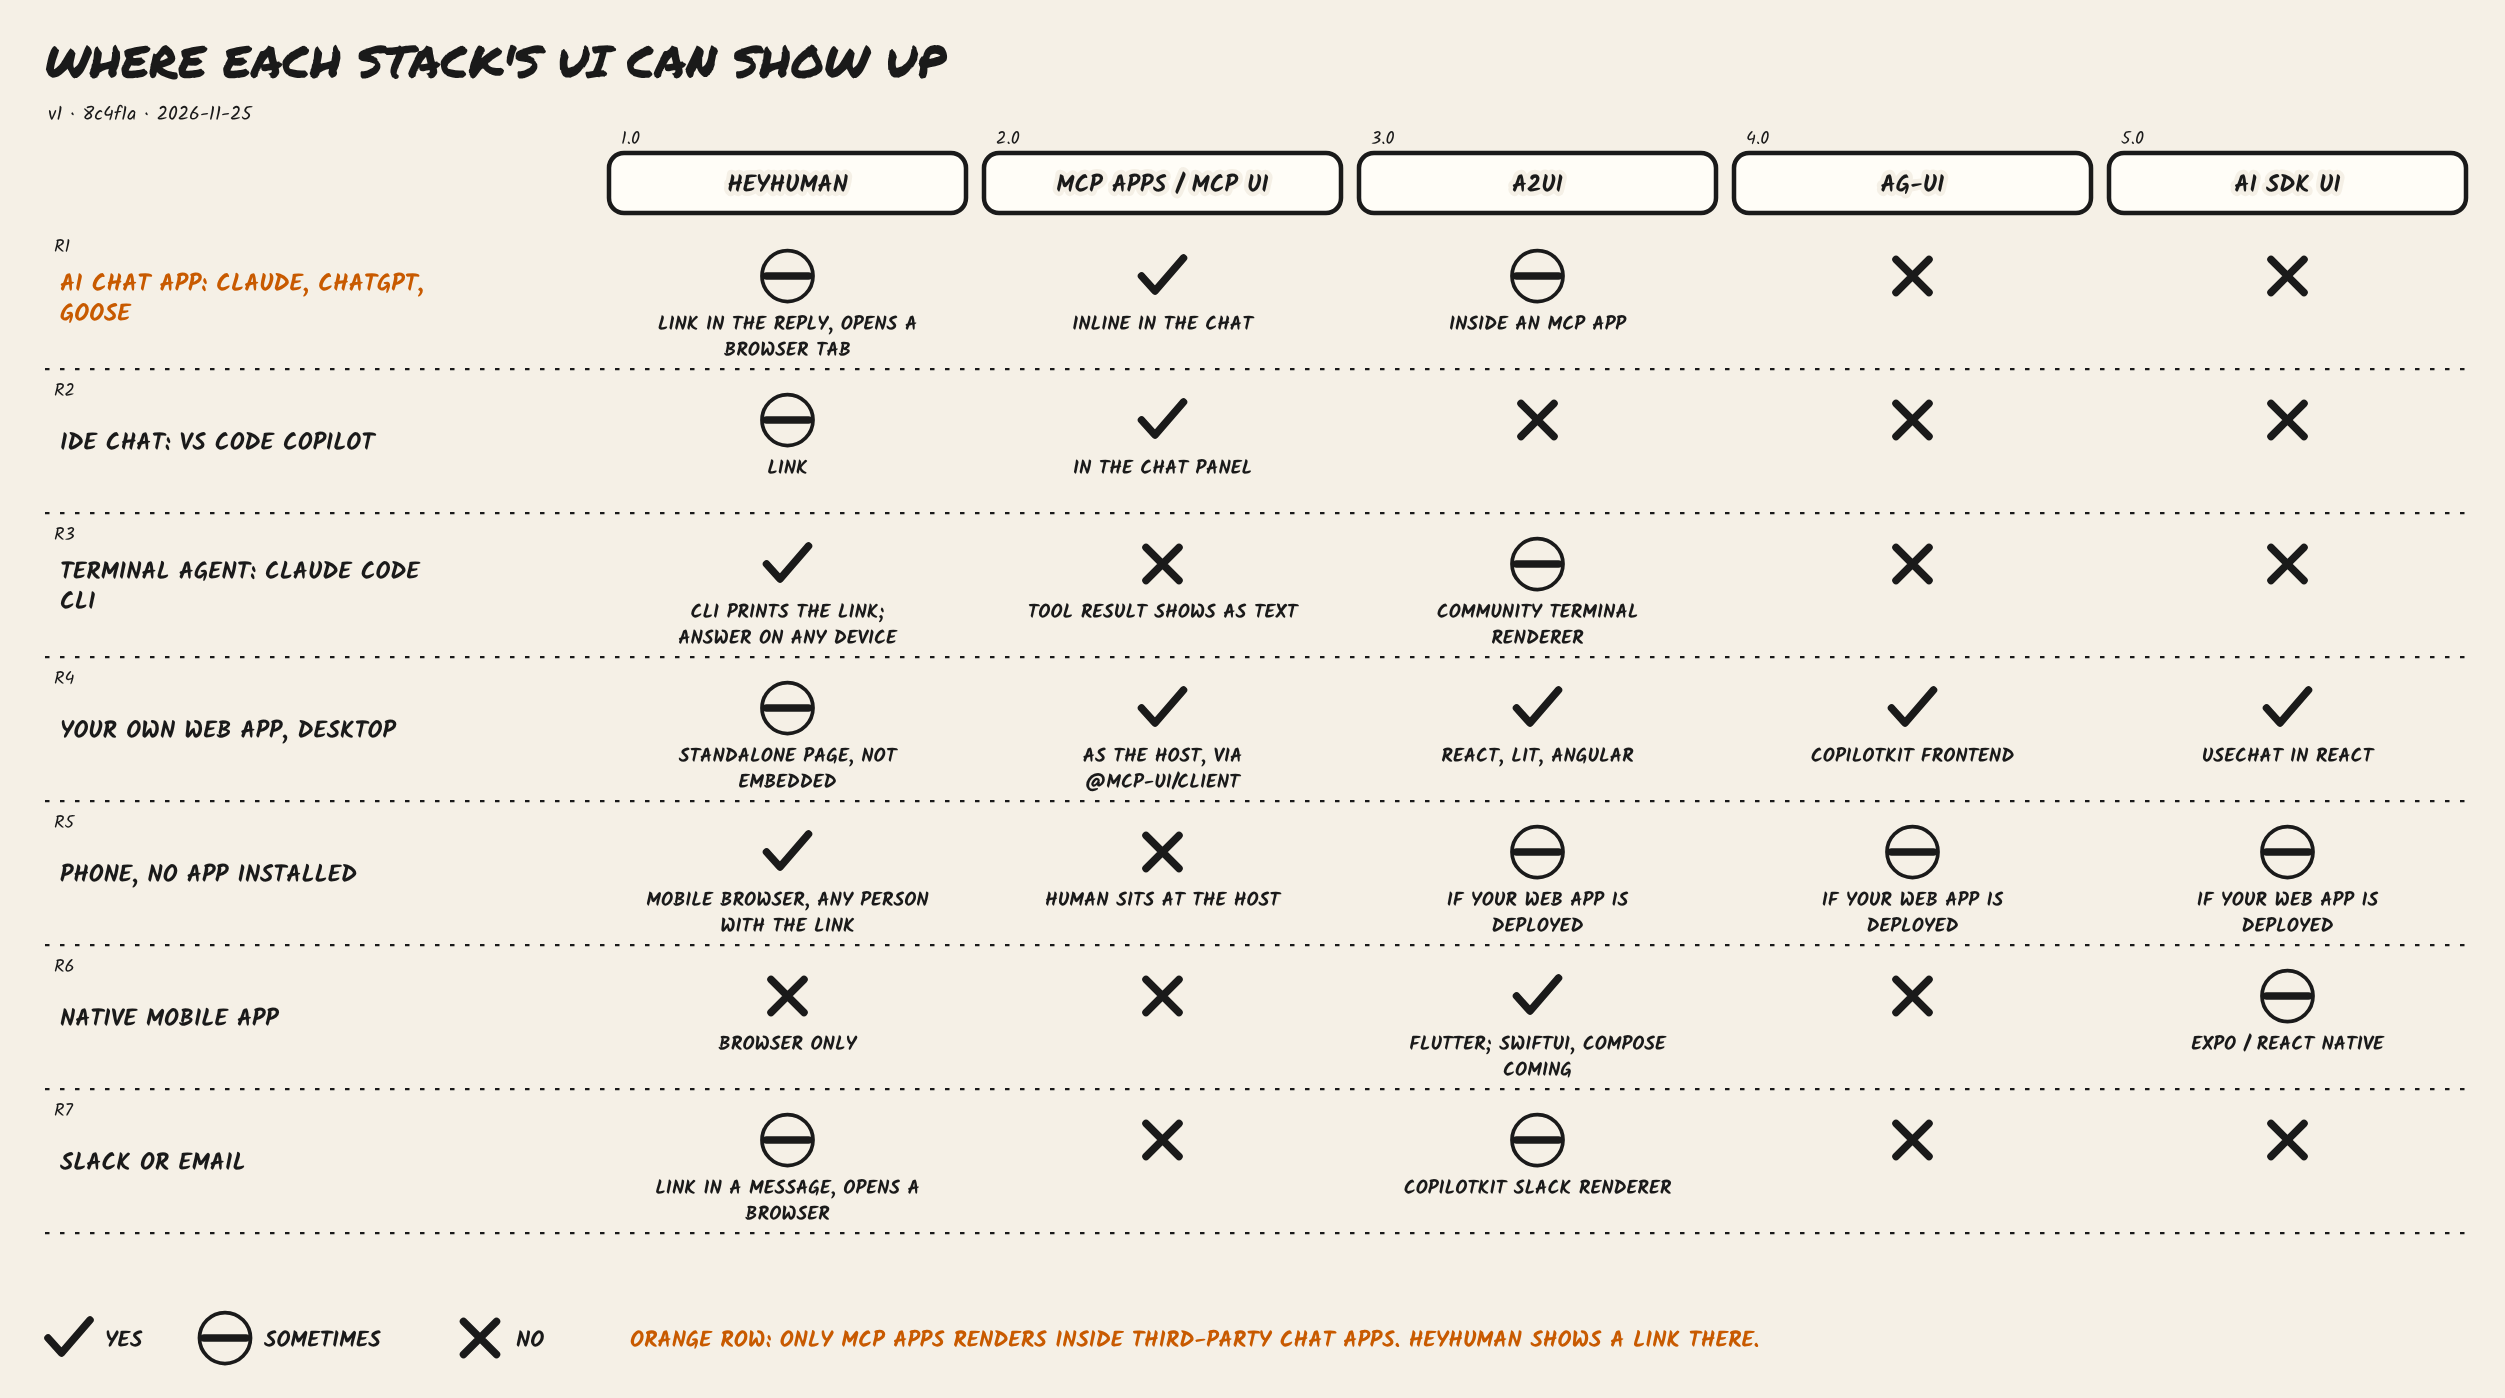 WHERE EACH STACK'S UI CAN SHOW UP
v1 · 8c4f1a · 2026-11-25
1.0 2.0 3.0 4.0 5.0
HEYHUMAN MCP APPS / MCP UI A2UI AG-UI AI SDK UI
R1
AI CHAT APP: CLAUDE, CHATGPT,
GOOSE
LINK IN THE REPLY, OPENS A
BROWSER TAB
INLINE IN THE CHAT
INSIDE AN MCP APP
R2
IDE CHAT: VS CODE COPILOT
LINK
IN THE CHAT PANEL
R3
TERMINAL AGENT: CLAUDE CODE
CLI
CLI PRINTS THE LINK;
ANSWER ON ANY DEVICE
TOOL RESULT SHOWS AS TEXT
COMMUNITY TERMINAL
RENDERER
R4
YOUR OWN WEB APP, DESKTOP
STANDALONE PAGE, NOT
EMBEDDED
AS THE HOST, VIA
@MCP-UI/CLIENT
REACT, LIT, ANGULAR
COPILOTKIT FRONTEND
USECHAT IN REACT
R5
PHONE, NO APP INSTALLED
MOBILE BROWSER, ANY PERSON
WITH THE LINK
HUMAN SITS AT THE HOST
IF YOUR WEB APP IS
DEPLOYED
IF YOUR WEB APP IS
DEPLOYED
IF YOUR WEB APP IS
DEPLOYED
R6
NATIVE MOBILE APP
BROWSER ONLY
FLUTTER; SWIFTUI, COMPOSE
COMING
EXPO / REACT NATIVE
R7
SLACK OR EMAIL
LINK IN A MESSAGE, OPENS A
BROWSER
COPILOTKIT SLACK RENDERER
YES SOMETIMES NO
ORANGE ROW: ONLY MCP APPS RENDERS INSIDE THIRD-PARTY CHAT APPS. HEYHUMAN SHOWS A LINK THERE.